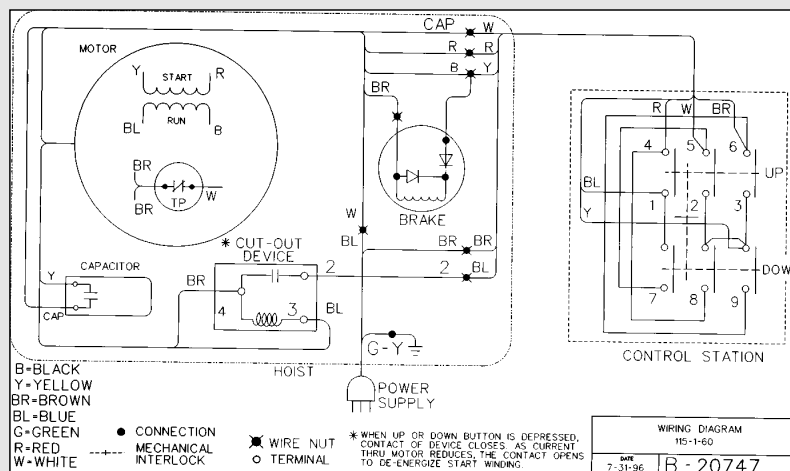 CAP W
R R
B Y
MOTOR
Y START R
BL RUN B
BR
BR
TP
W
BR
BRAKE
W
BL
BR BR
2 BL
* CUT-OUT
DEVICE
CAPACITOR
Y
CAP
BR
4
3
2
BL
G-Y
HOIST
POWER
SUPPLY
R W BR
4 5 6
UP
BL
Y
1 2 3
DOW
7 8 9
CONTROL STATION
B=BLACK
Y=YELLOW
BR=BROWN
BL=BLUE
G=GREEN
R=RED
W=WHITE
CONNECTION
MECHANICAL
INTERLOCK
WIRE NUT
TERMINAL
* WHEN UP OR DOWN BUTTON IS DEPRESSED,
CONTACT OF DEVICE CLOSES. AS CURRENT
THRU MOTOR REDUCES, THE CONTACT OPENS
TO DE-ENERGIZE START WINDING.
WIRING DIAGRAM
115-1-60
DATE
7-31-96
B-20747